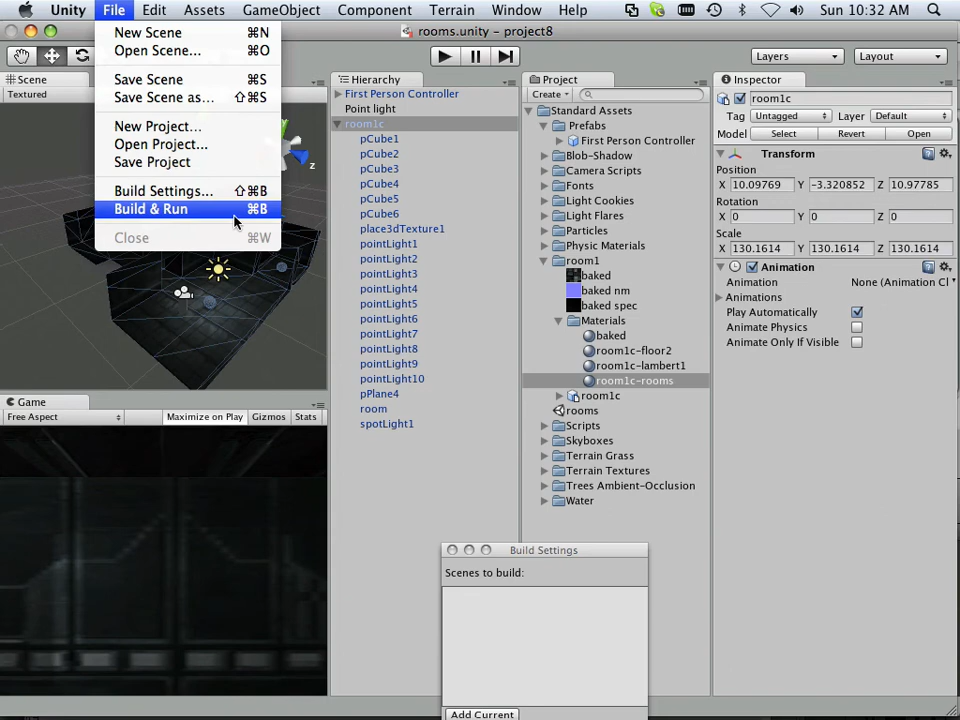 Unity File Edit Assets GameObject Component Terrain Window Help Sun 10:32 AM
rooms.unity - project8
New Scene ⌘N
Open Scene... ⌘O
Save Scene ⌘S
Save Scene as... ⇧⌘S
New Project...
Open Project...
Save Project
Build Settings... ⇧⌘B
Build & Run ⌘B
Close ⌘W
Layers
Layout
Scene
Textured
z
Game
Free Aspect Maximize on Play Gizmos Stats
Hierarchy
First Person Controller
Point light
room1c
pCube1
pCube2
pCube3
pCube4
pCube5
pCube6
place3dTexture1
pointLight1
pointLight2
pointLight3
pointLight4
pointLight5
pointLight6
pointLight7
pointLight8
pointLight9
pointLight10
pPlane4
room
spotLight1
Project
Create
Standard Assets
Prefabs
First Person Controller
Blob-Shadow
Camera Scripts
Fonts
Light Cookies
Light Flares
Particles
Physic Materials
room1
baked
baked nm
baked spec
Materials
baked
room1c-floor2
room1c-lambert1
room1c-rooms
room1c
rooms
Scripts
Skyboxes
Terrain Grass
Terrain Textures
Trees Ambient-Occlusion
Water
Inspector
room1c
Tag Untagged Layer Default
Model Select Revert Open
Transform
Position
X 10.09769 Y -3.320852 Z 10.97785
Rotation
X 0 Y 0 Z 0
Scale
X 130.1614 Y 130.1614 Z 130.1614
Animation
Animation None (Animation Cl
Animations
Play Automatically
Animate Physics
Animate Only If Visible
Build Settings
Scenes to build:
Add Current